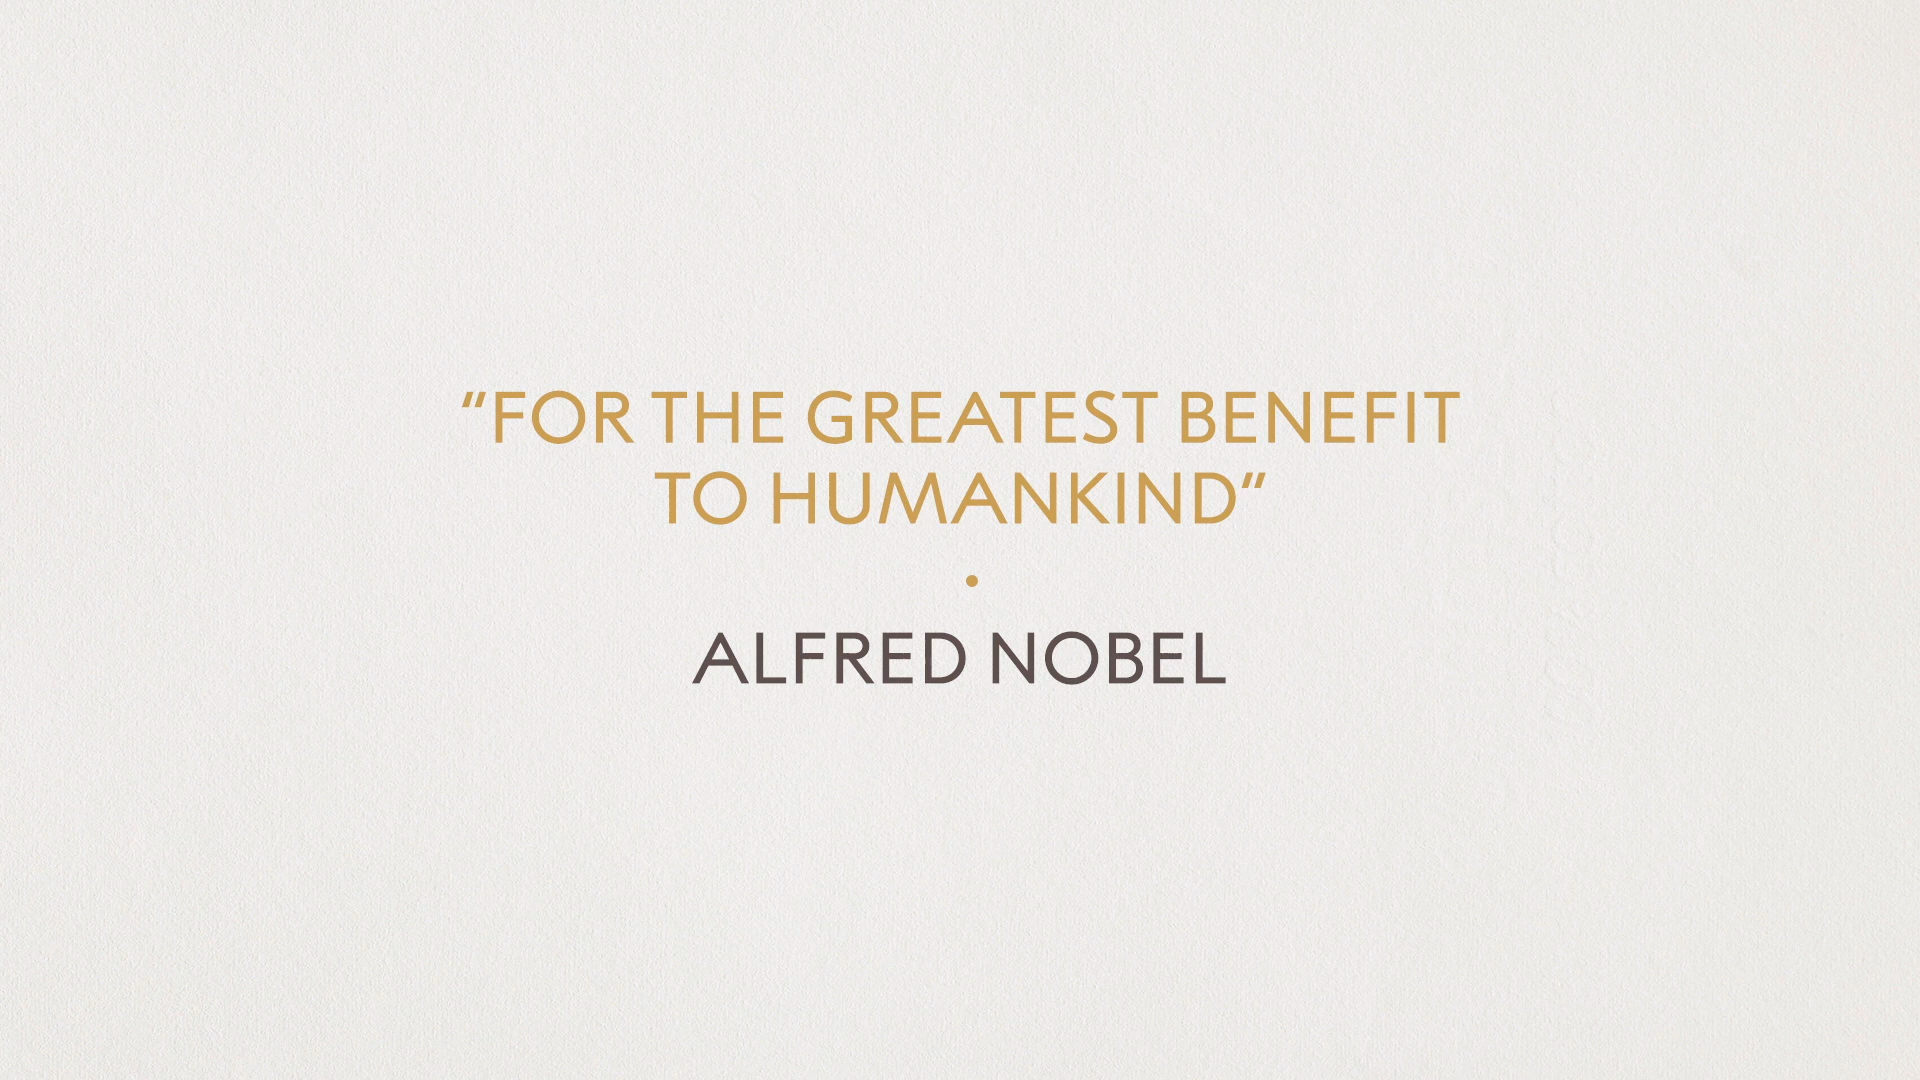 "FOR THE GREATEST BENEFIT
TO HUMANKIND"
•
ALFRED NOBEL